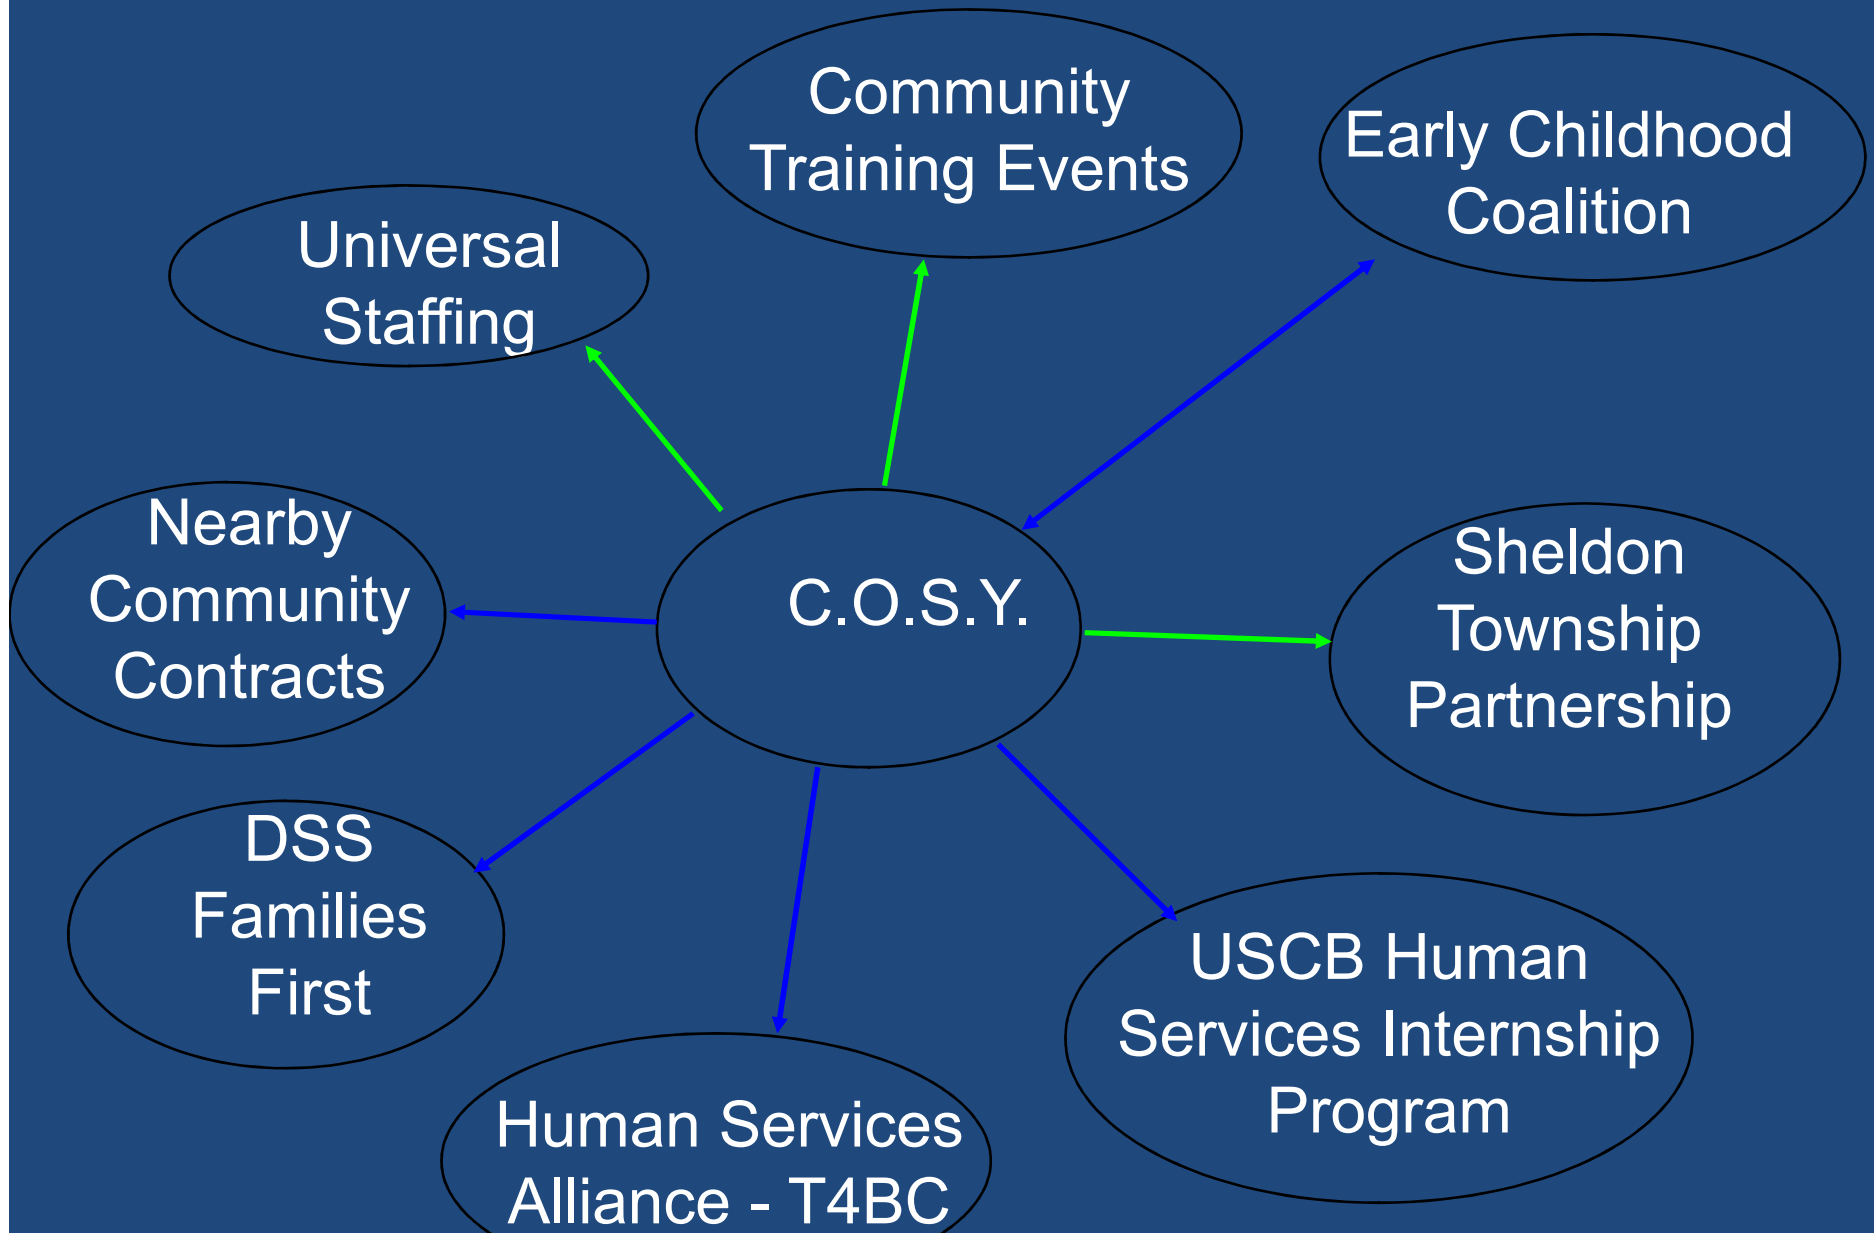 Community
Training Events
Early Childhood
Coalition
Universal
Staffing
Nearby
Community
Contracts
C.O.S.Y.
Sheldon
Township
Partnership
DSS
Families
First
USCB Human
Services Internship
Program
Human Services
Alliance - T4BC